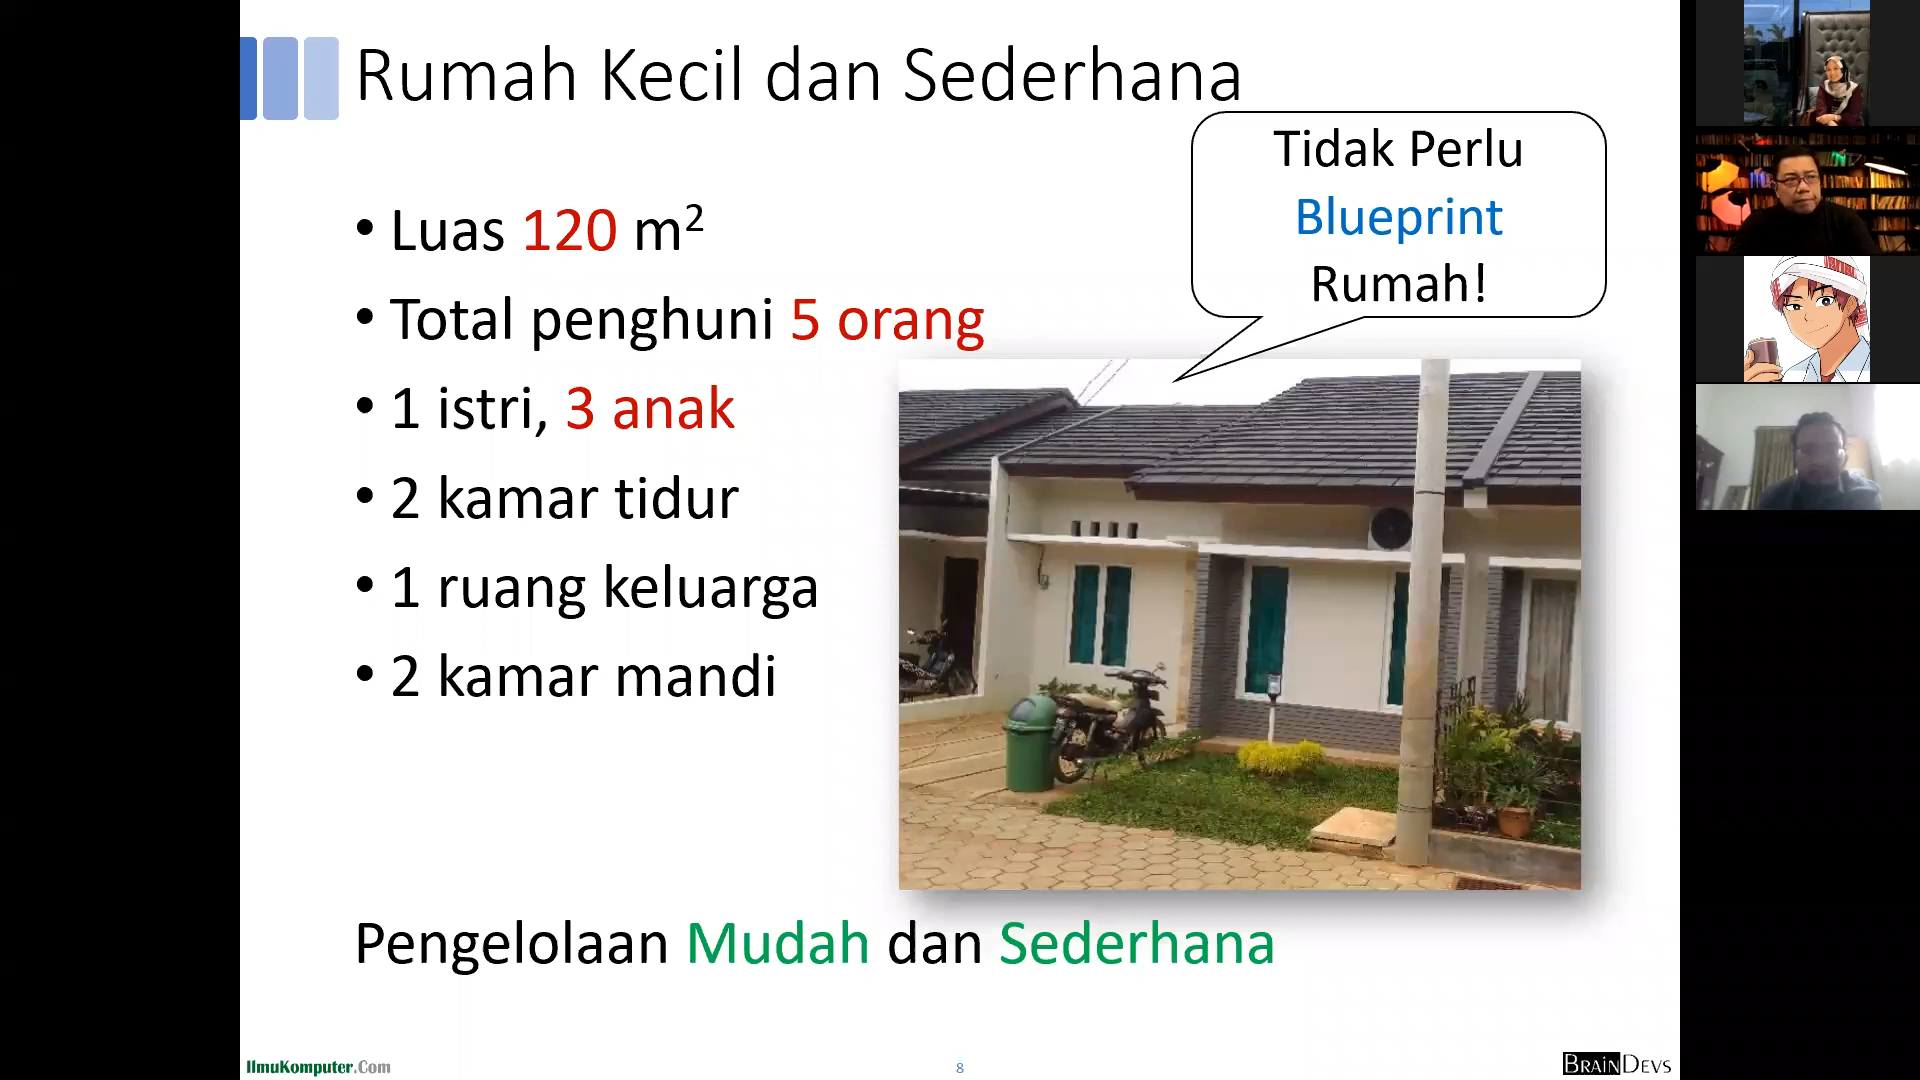 Rumah Kecil dan Sederhana
Tidak Perlu
Blueprint
Rumah!
• Luas 120 m²
• Total penghuni 5 orang
• 1 istri, 3 anak
• 2 kamar tidur
• 1 ruang keluarga
• 2 kamar mandi
Pengelolaan Mudah dan Sederhana
IlmuKomputer.Com
8
BRAINDEVS